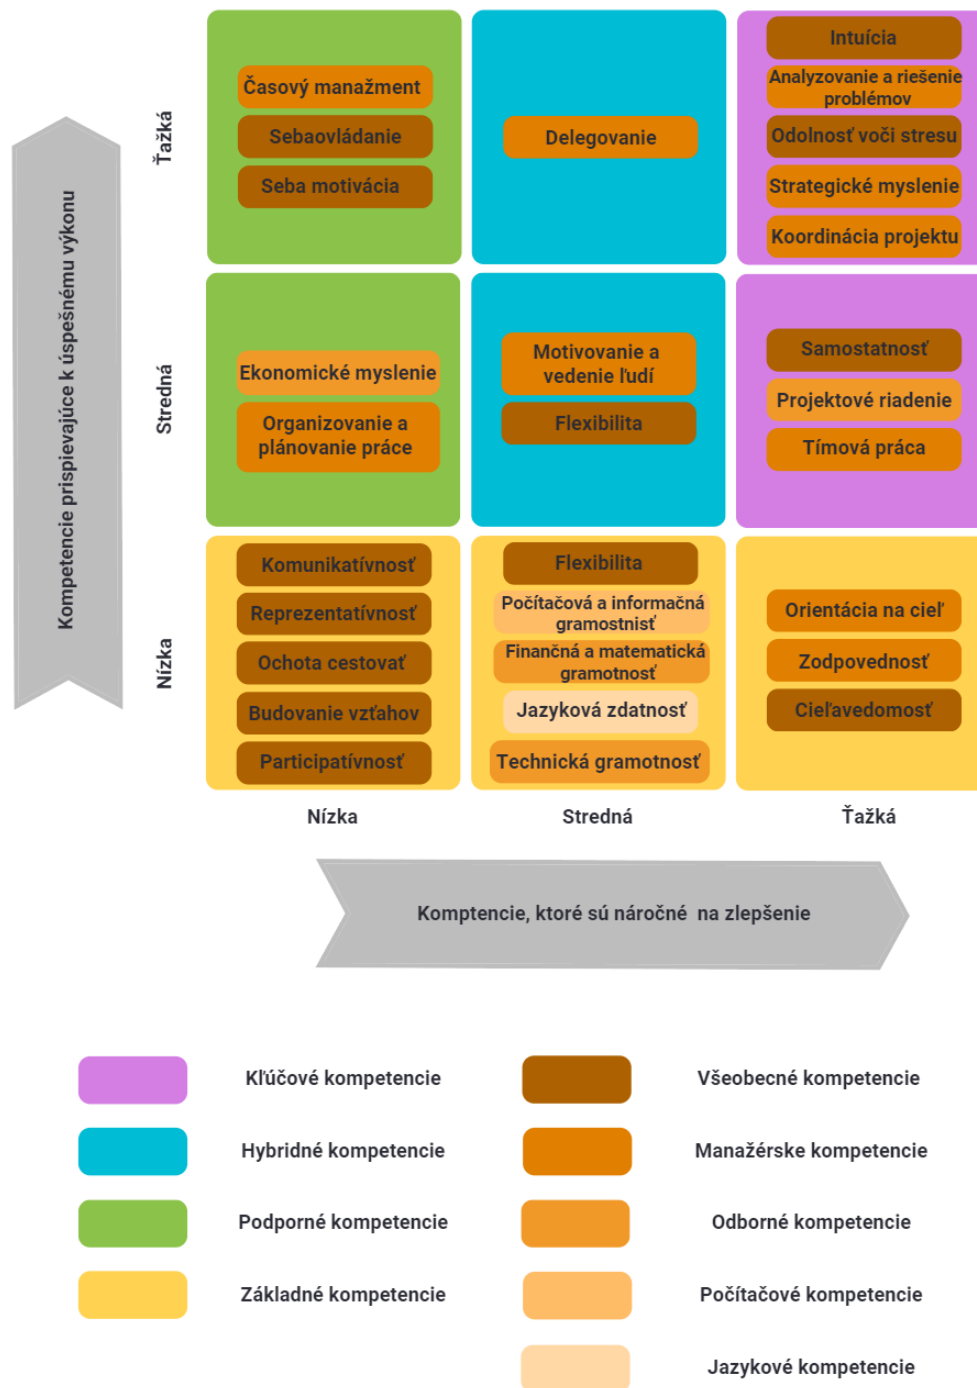 Kompetencie prispievajúce k úspešnému výkonu
Ťažká
Časový manažment
Sebaovládanie
Seba motivácia
Delegovanie
Intuícia
Analyzovanie a riešenie
problémov
Odolnosť voči stresu
Strategické myslenie
Koordinácia projektu
Stredná
Ekonomické myslenie
Organizovanie a
plánovanie práce
Motivovanie a
vedenie ľudí
Flexibilita
Samostatnosť
Projektové riadenie
Tímová práca
Nízka
Komunikatívnosť
Reprezentatívnosť
Ochota cestovať
Budovanie vzťahov
Participatívnosť
Flexibilita
Počítačová a informačná
gramostnisť
Finančná a matematická
gramotnosť
Jazyková zdatnosť
Technická gramotnosť
Orientácia na cieľ
Zodpovednosť
Cieľavedomosť
Nízka
Stredná
Ťažká
Komptencie, ktoré sú náročné na zlepšenie
Kľúčové kompetencie
Hybridné kompetencie
Podporné kompetencie
Základné kompetencie
Všeobecné kompetencie
Manažérske kompetencie
Odborné kompetencie
Počítačové kompetencie
Jazykové kompetencie